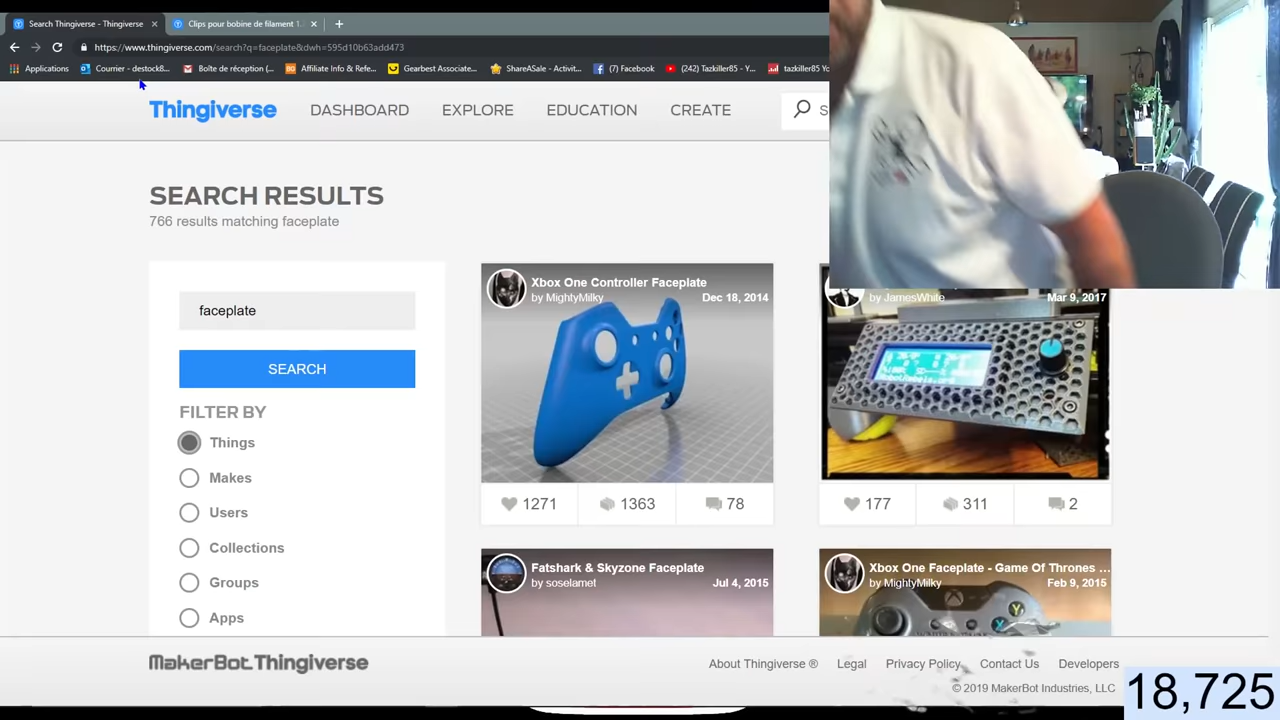 Search Thingiverse - Thingiverse
Clips pour bobine de filament 1.
https://www.thingiverse.com/search?q=faceplate&dwh=595d10b63add473
Applications
Courrier - destock8...
Boîte de réception (...
Affiliate Info & Refe...
Gearbest Associate...
ShareASale - Activit...
(7) Facebook
(242) Tazkiller85 - Y...
tazkiller85 Yo
Thingiverse
DASHBOARD
EXPLORE
EDUCATION
CREATE
S
SEARCH RESULTS
766 results matching faceplate
faceplate
SEARCH
FILTER BY
Things
Makes
Users
Collections
Groups
Apps
Xbox One Controller Faceplate
by MightyMilky
Dec 18, 2014
1271
1363
78
by JamesWhite
Mar 9, 2017
177
311
2
Fatshark & Skyzone Faceplate
by soselamet
Jul 4, 2015
Xbox One Faceplate - Game Of Thrones ...
by MightyMilky
Feb 9, 2015
MakerBot.Thingiverse
About Thingiverse ®
Legal
Privacy Policy
Contact Us
Developers
© 2019 MakerBot Industries, LLC
18,725